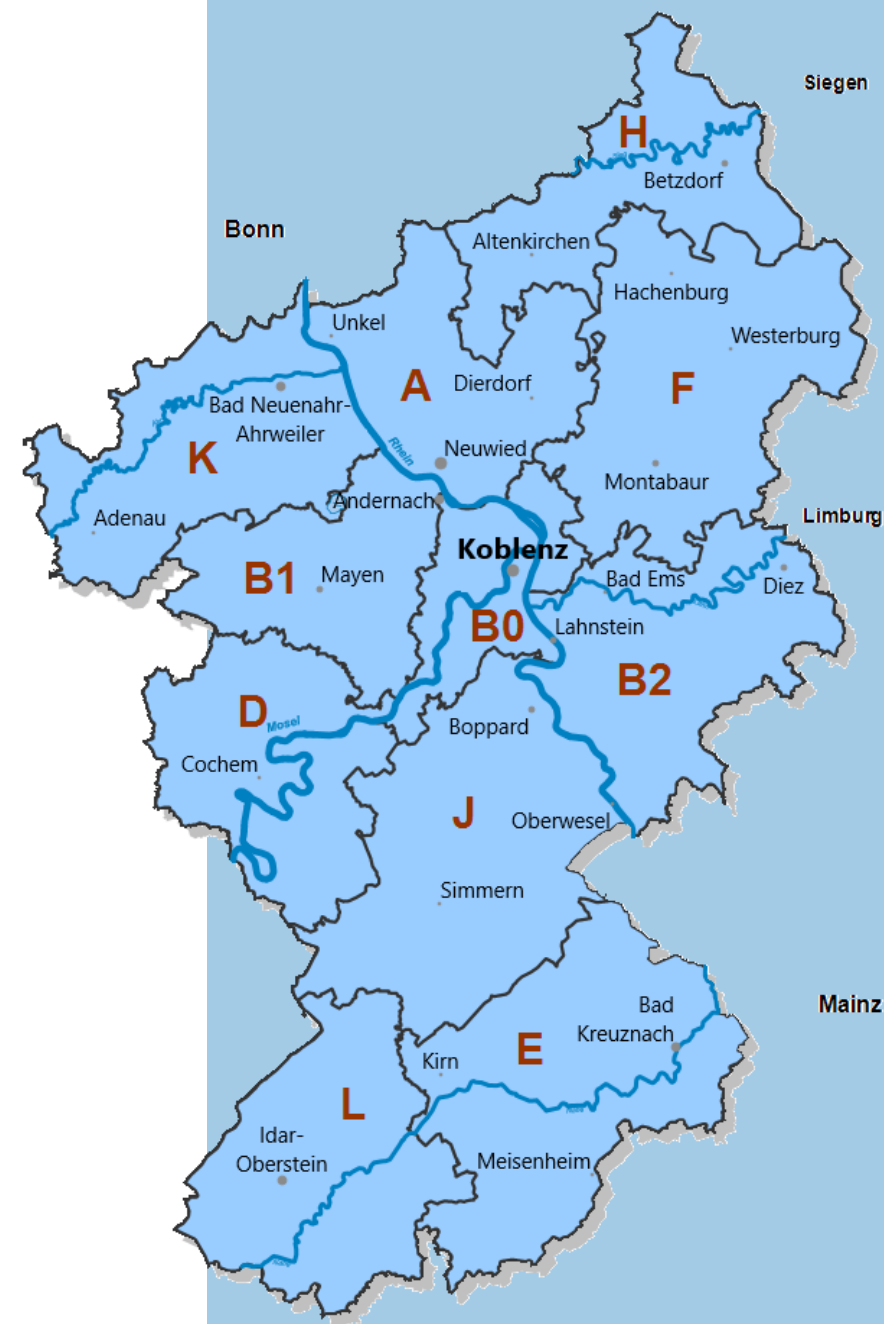 Siegen
H
Betzdorf
Bonn
Altenkirchen
Hachenburg
Unkel
Westerburg
A
Dierdorf
F
Bad Neuenahr-
Ahrweiler
K
Rhein
Neuwied
Montabaur
Andernach
Adenau
Limburg
Koblenz
B1
Mayen
Bad Ems
Diez
B0
Lahnstein
B2
D
Mosel
Boppard
Cochem
J
Oberwesel
Simmern
Bad
Kreuznach
Mainz
E
Kirn
L
Idar-
Oberstein
Meisenheim